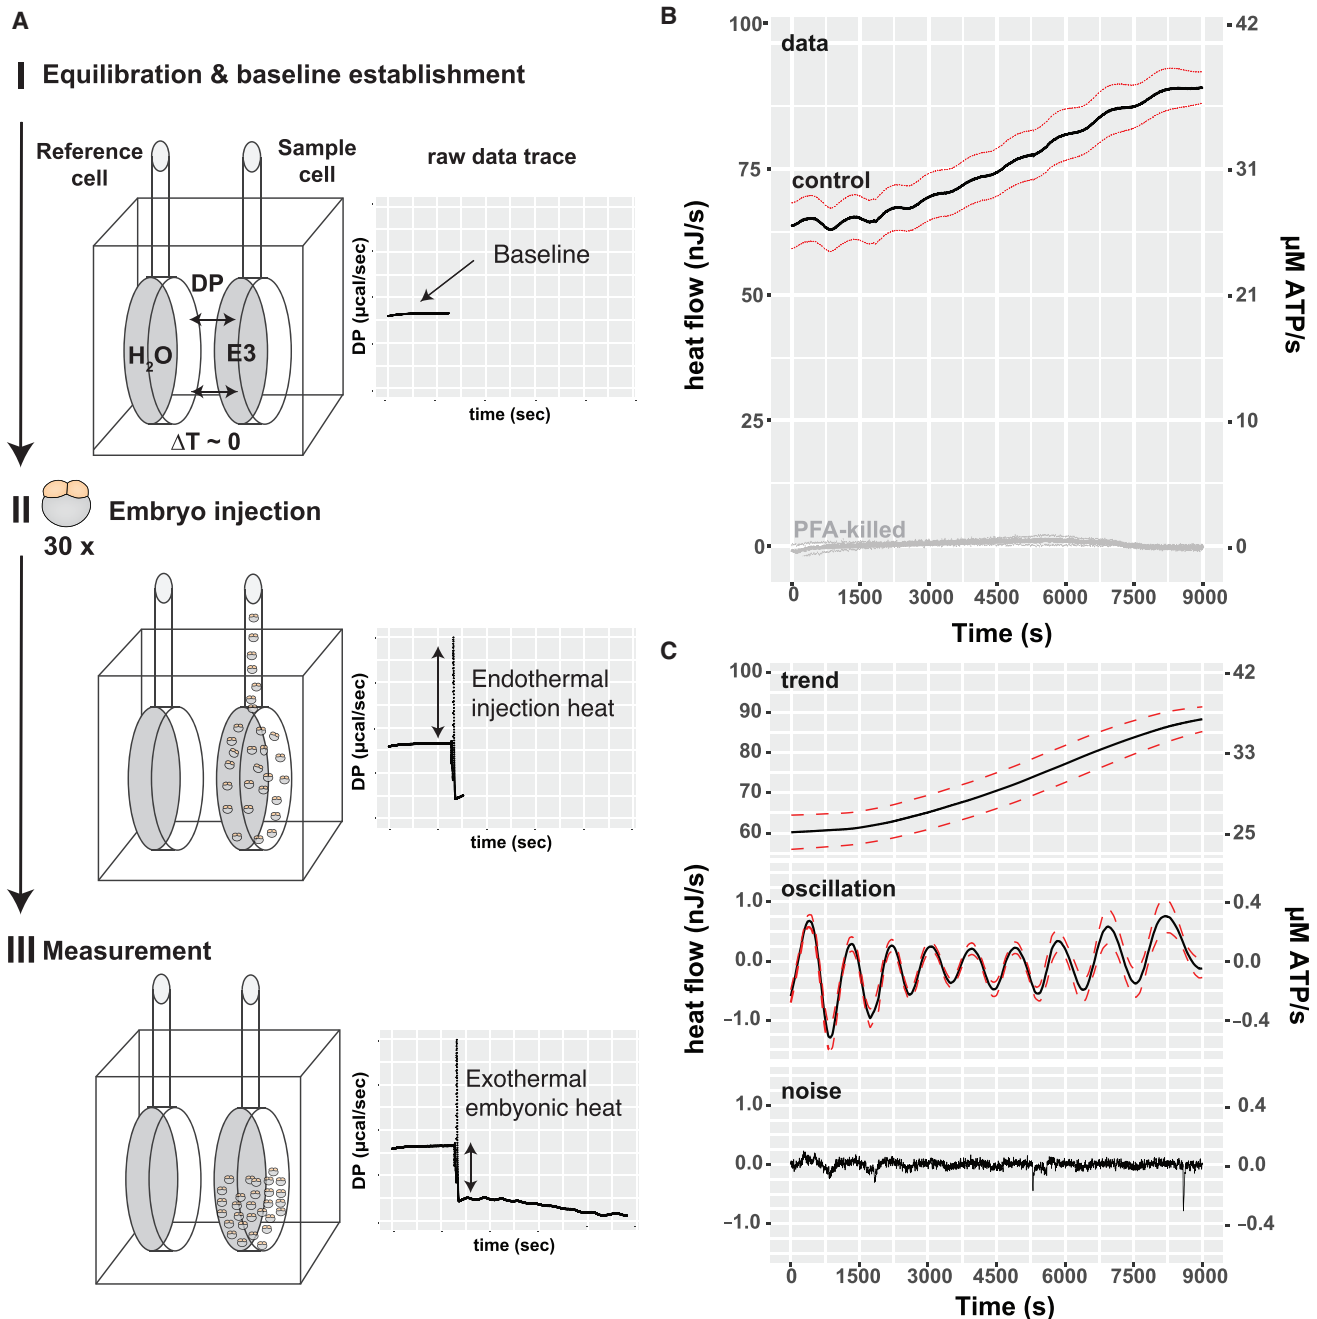 A
I Equilibration & baseline establishment
Reference
cell
Sample
cell
raw data trace
DP
H2O
E3
ΔT ~ 0
DP (μcal/sec)
Baseline
time (sec)
II
30 x
Embryo injection
DP (μcal/sec)
Endothermal
injection heat
time (sec)
III Measurement
DP (μcal/sec)
Exothermal
embyonic heat
time (sec)
B
data
control
PFA-killed
heat flow (nJ/s)
100
75
50
25
0
42
31
21
10
0
μM ATP/s
0 1500 3000 4500 6000 7500 9000
Time (s)
C
trend
100
90
80
70
60
42
33
25
heat flow (nJ/s)
oscillation
1.0
0.0
−1.0
0.4
0.0
−0.4
μM ATP/s
noise
1.0
0.0
−1.0
0.4
0.0
−0.4
0 1500 3000 4500 6000 7500 9000
Time (s)